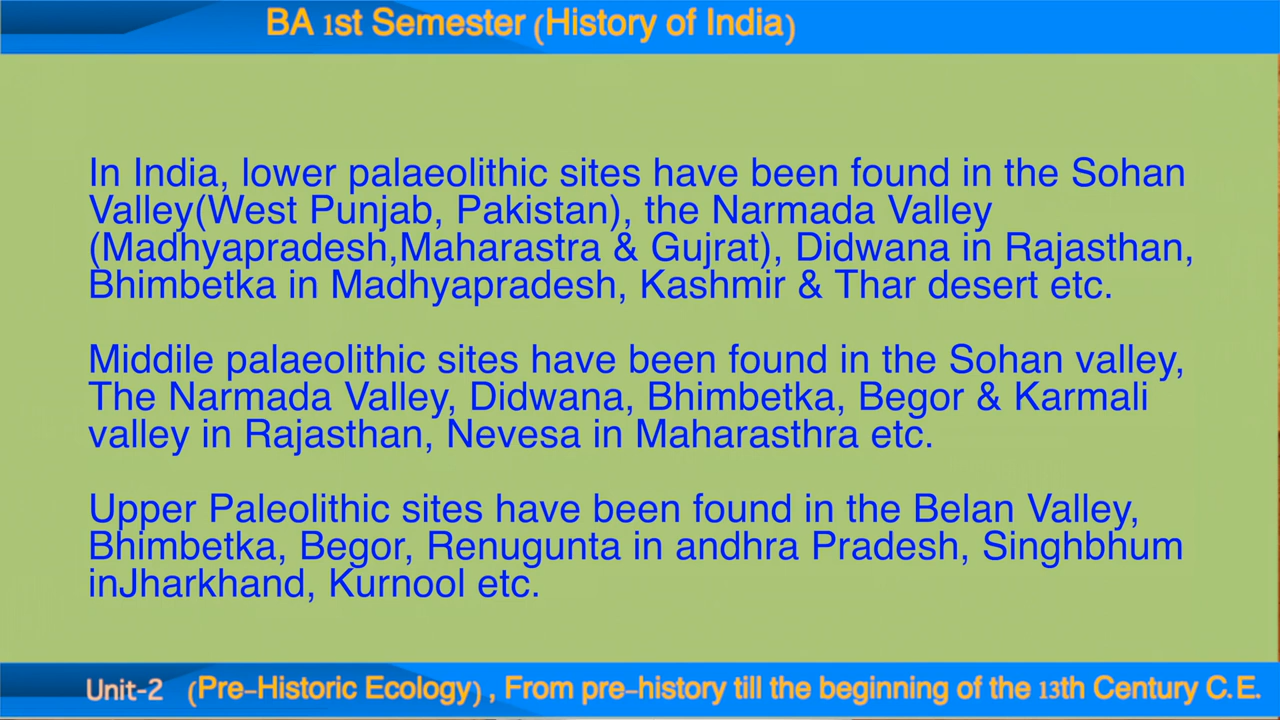 BA 1st Semester (History of India)
In India, lower palaeolithic sites have been found in the Sohan
Valley(West Punjab, Pakistan), the Narmada Valley
(Madhyapradesh,Maharastra & Gujrat), Didwana in Rajasthan,
Bhimbetka in Madhyapradesh, Kashmir & Thar desert etc.
Middile palaeolithic sites have been found in the Sohan valley,
The Narmada Valley, Didwana, Bhimbetka, Begor & Karmali
valley in Rajasthan, Nevesa in Maharasthra etc.
Upper Paleolithic sites have been found in the Belan Valley,
Bhimbetka, Begor, Renugunta in andhra Pradesh, Singhbhum
inJharkhand, Kurnool etc.
Unit-2 (Pre-Historic Ecology) , From pre-history till the beginning of the 13th Century C.E.